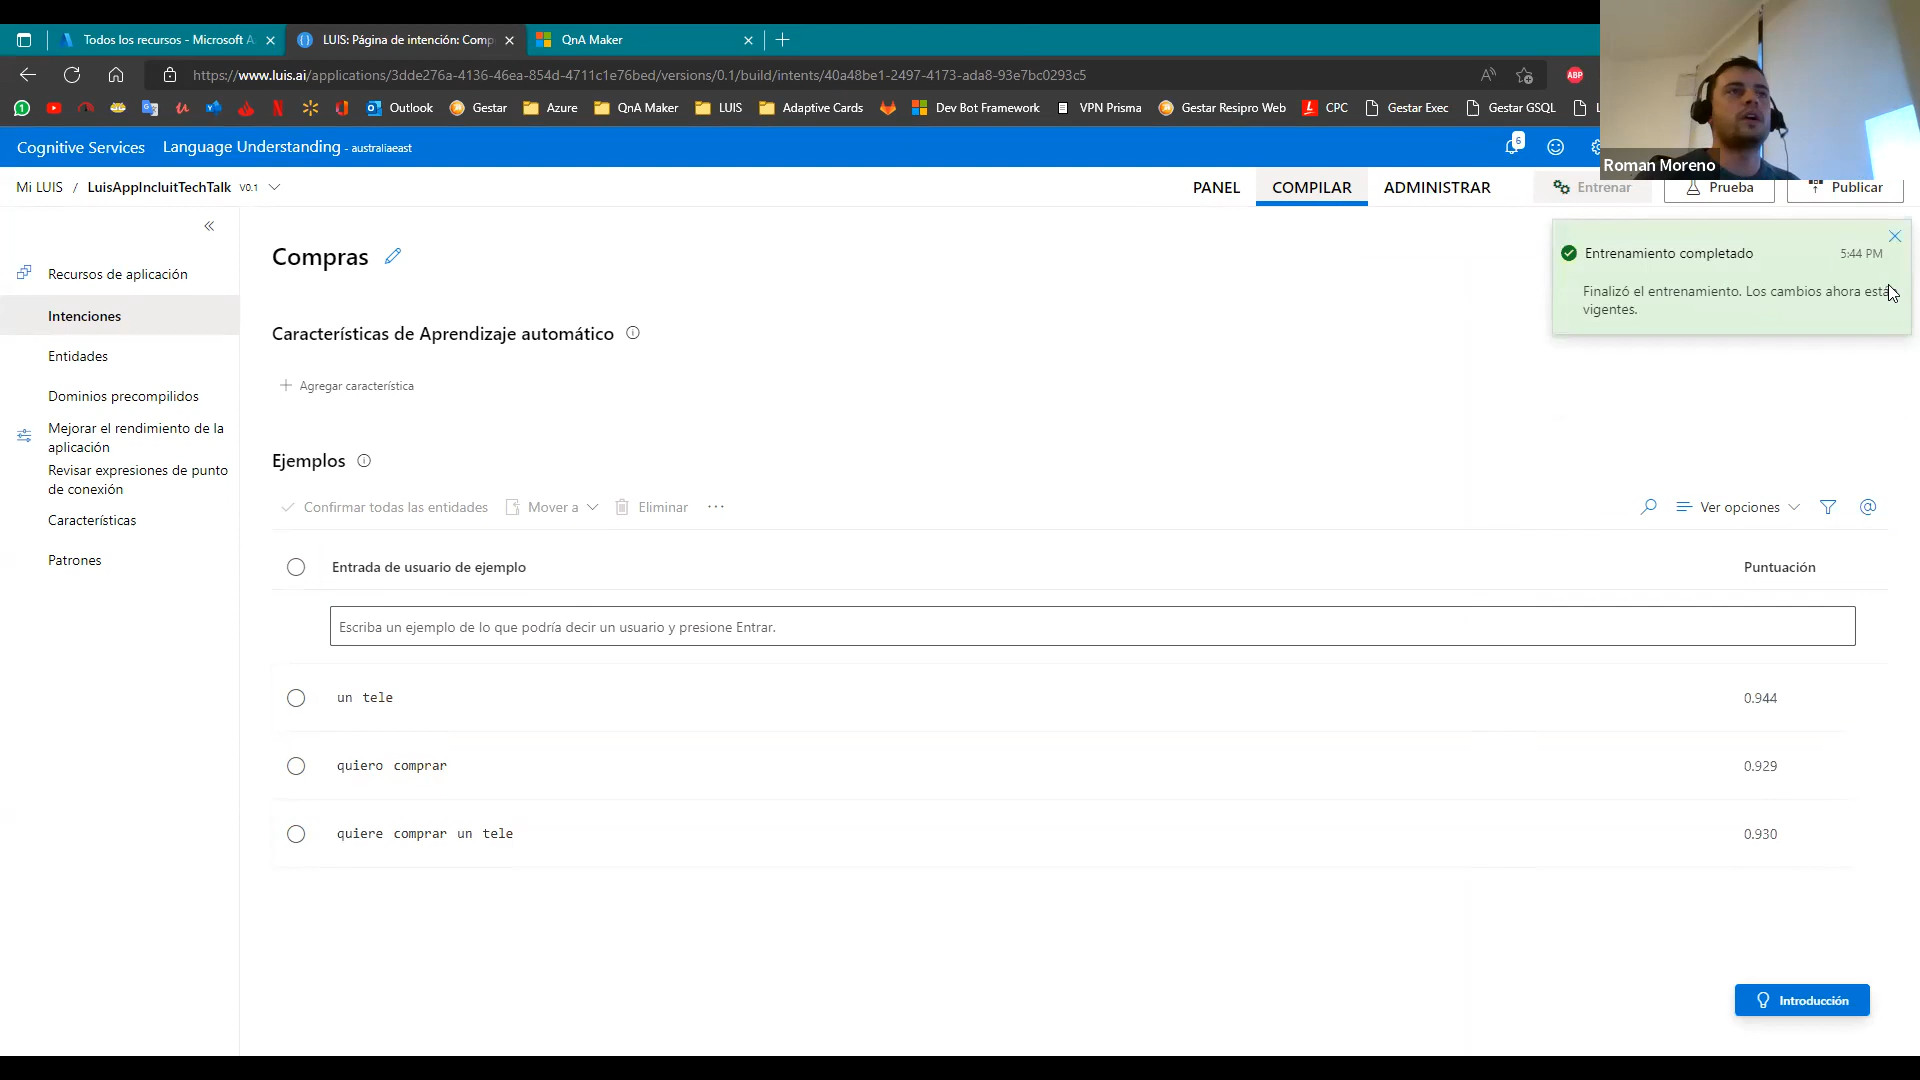 Todos los recursos - Microsoft A
LUIS: Página de intención: Comp
QnA Maker
https://www.luis.ai/applications/3dde276a-4136-46ea-854d-4711c1e76bed/versions/0.1/build/intents/40a48be1-2497-4173-ada8-93e7bc0293c5
ABP
Outlook
Gestar
Azure
QnA Maker
LUIS
Adaptive Cards
Dev Bot Framework
VPN Prisma
Gestar Resipro Web
CPC
Gestar Exec
Gestar GSQL
Cognitive Services
Language Understanding - australiaeast
6
Roman Moreno
Mi LUIS / LuisAppIncluitTechTalk V0.1
PANEL
COMPILAR
ADMINISTRAR
Entrenar
Prueba
Publicar
Recursos de aplicación
Intenciones
Entidades
Dominios precompilidos
Mejorar el rendimiento de la
aplicación
Revisar expresiones de punto
de conexión
Características
Patrones
Compras
Entrenamiento completado
5:44 PM
Finalizó el entrenamiento. Los cambios ahora está
vigentes.
Características de Aprendizaje automático
Agregar característica
Ejemplos
Confirmar todas las entidades
Mover a
Eliminar
...
Ver opciones
@
Entrada de usuario de ejemplo
Puntuación
Escriba un ejemplo de lo que podría decir un usuario y presione Entrar.
un tele
0.944
quiero comprar
0.929
quiere comprar un tele
0.930
Introducción